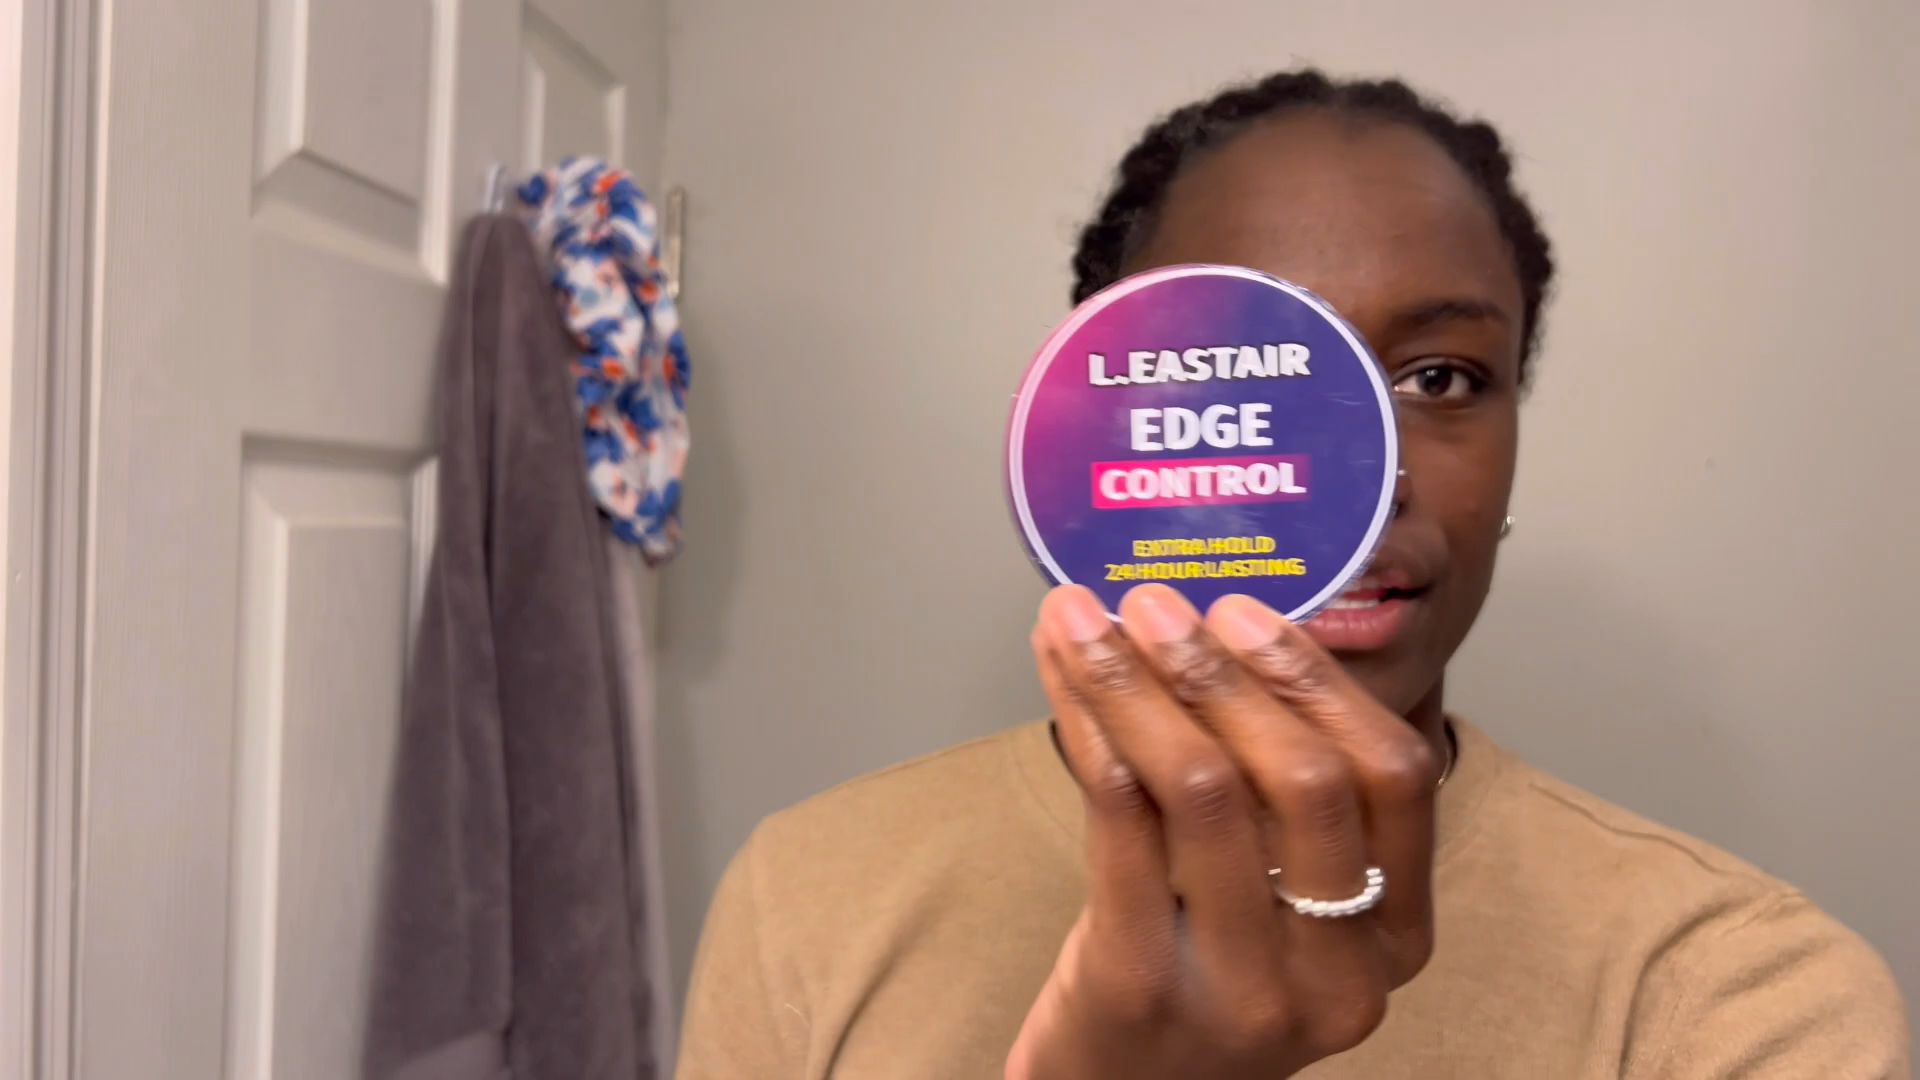 L.EASTAIR
EDGE
CONTROL
EXTRA HOLD
24 HOUR LASTING